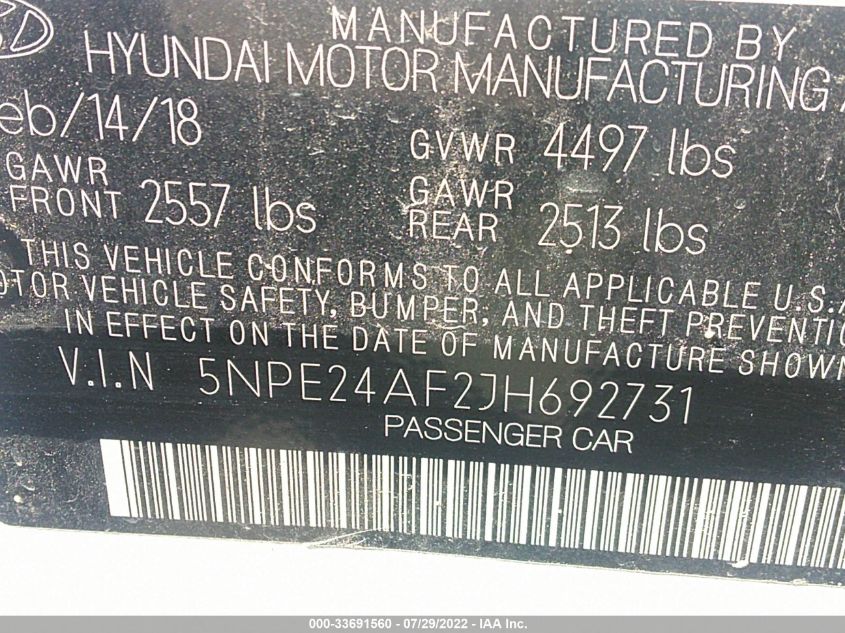 MANUFACTURED BY
HYUNDAI MOTOR MANUFACTURING A
eb/14/18
GVWR 4497 lbs
GAWR FRONT 2557 lbs
GAWR REAR 2513 lbs
THIS VEHICLE CONFORMS TO ALL APPLICABLE U.S.A
OTOR VEHICLE SAFETY, BUMPER, AND THEFT PREVENTIO
IN EFFECT ON THE DATE OF MANUFACTURE SHOWN
V.I.N 5NPE24AF2JH692731
PASSENGER CAR
000-33691560 - 07/29/2022 - IAA Inc.